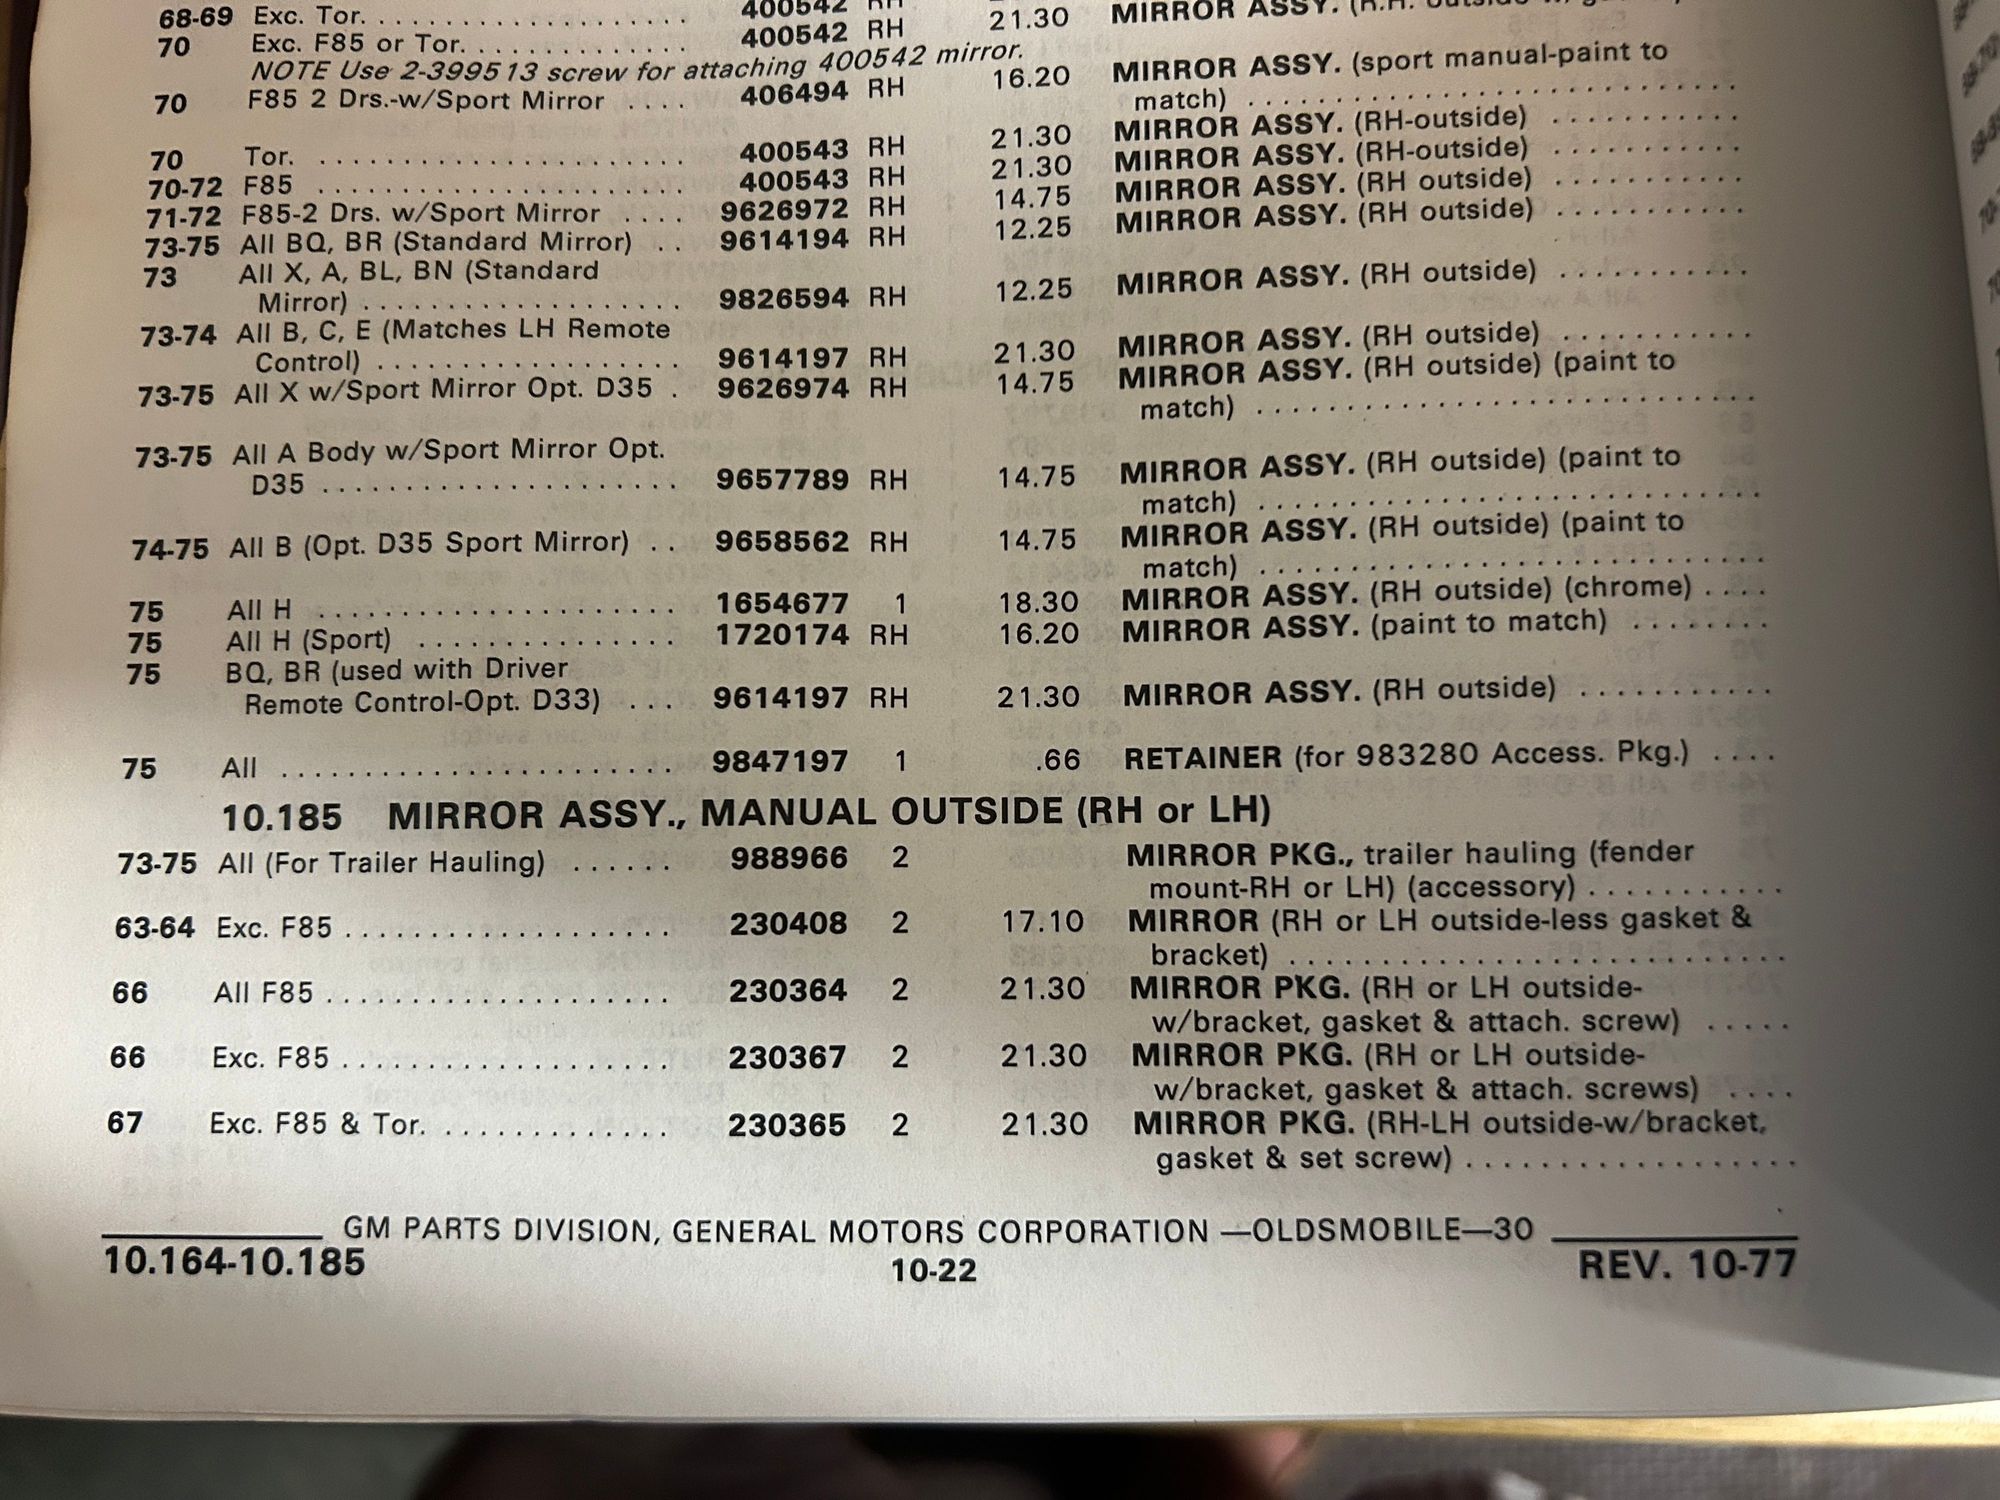 68-69 Exc. Tor. . . . . . . . . . . . . . . . 400542 RH 21.30 MIRROR ASSY.
70 Exc. F85 or Tor. . . . . . . . . . . . . 400542 RH
NOTE Use 2-399513 screw for attaching 400542 mirror.
70 F85 2 Drs.-w/Sport Mirror . . . . 406494 RH 16.20 MIRROR ASSY. (sport manual-paint to
match) . . . . . . . . . . . . . . . . . . . . . . . . . . .
70 Tor. . . . . . . . . . . . . . . . . . . . 400543 RH 21.30 MIRROR ASSY. (RH-outside) . . . . . . . . . . .
70-72 F85 . . . . . . . . . . . . . . . . . . . 400543 RH 21.30 MIRROR ASSY. (RH-outside) . . . . . . . . . . .
71-72 F85-2 Drs. w/Sport Mirror . . . . 9626972 RH 14.75 MIRROR ASSY. (RH outside) . . . . . . . . . . .
73-75 All BQ, BR (Standard Mirror) . . 9614194 RH 12.25 MIRROR ASSY. (RH outside) . . . . . . . . . . .
73 All X, A, BL, BN (Standard
Mirror) . . . . . . . . . . . . . . . . . . 9826594 RH 12.25 MIRROR ASSY. (RH outside) . . . . . . . . . . .
73-74 All B, C, E (Matches LH Remote
Control) . . . . . . . . . . . . . . . . . 9614197 RH 21.30 MIRROR ASSY. (RH outside) . . . . . . . . . . .
73-75 All X w/Sport Mirror Opt. D35 . 9626974 RH 14.75 MIRROR ASSY. (RH outside) (paint to
match) . . . . . . . . . . . . . . . . . . . . . . . . . . . .
73-75 All A Body w/Sport Mirror Opt.
D35 . . . . . . . . . . . . . . . . . . . . 9657789 RH 14.75 MIRROR ASSY. (RH outside) (paint to
match) . . . . . . . . . . . . . . . . . . . . . . . . . . . .
74-75 All B (Opt. D35 Sport Mirror) . . 9658562 RH 14.75 MIRROR ASSY. (RH outside) (paint to
match) . . . . . . . . . . . . . . . . . . . . . . . . . . . .
75 All H . . . . . . . . . . . . . . . . . . . . 1654677 1 18.30 MIRROR ASSY. (RH outside) (chrome) . . . .
75 All H (Sport) . . . . . . . . . . . . . . 1720174 RH 16.20 MIRROR ASSY. (paint to match) . . . . . . . .
75 BQ, BR (used with Driver
Remote Control-Opt. D33) . . . 9614197 RH 21.30 MIRROR ASSY. (RH outside) . . . . . . . . . . .
75 All . . . . . . . . . . . . . . . . . . . . . . 9847197 1 .66 RETAINER (for 983280 Access. Pkg.) . . . .
10.185 MIRROR ASSY., MANUAL OUTSIDE (RH or LH)
73-75 All (For Trailer Hauling) . . . . . . 988966 2 MIRROR PKG., trailer hauling (fender
mount-RH or LH) (accessory) . . . . . . . . . . .
63-64 Exc. F85 . . . . . . . . . . . . . . . . . . . 230408 2 17.10 MIRROR (RH or LH outside-less gasket &
bracket) . . . . . . . . . . . . . . . . . . . . . . . . . . .
66 All F85 . . . . . . . . . . . . . . . . . . . . 230364 2 21.30 MIRROR PKG. (RH or LH outside-
w/bracket, gasket & attach. screw) . . . . .
66 Exc. F85 . . . . . . . . . . . . . . . . . . . 230367 2 21.30 MIRROR PKG. (RH or LH outside-
w/bracket, gasket & attach. screws) . . . .
67 Exc. F85 & Tor. . . . . . . . . . . . . . 230365 2 21.30 MIRROR PKG. (RH-LH outside-w/bracket,
gasket & set screw) . . . . . . . . . . . . . . . . . .
GM PARTS DIVISION, GENERAL MOTORS CORPORATION —OLDSMOBILE—30
10.164-10.185 10-22 REV. 10-77